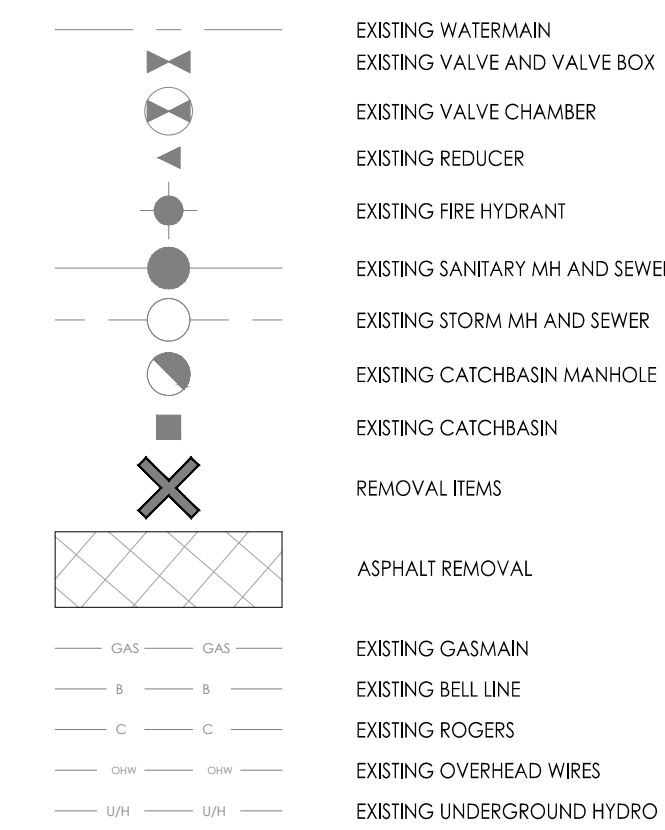 EXISTING WATERMAIN
EXISTING VALVE AND VALVE BOX
EXISTING VALVE CHAMBER
EXISTING REDUCER
EXISTING FIRE HYDRANT
EXISTING SANITARY MH AND SEWER
EXISTING STORM MH AND SEWER
EXISTING CATCHBASIN MANHOLE
EXISTING CATCHBASIN
REMOVAL ITEMS
ASPHALT REMOVAL
GAS GAS EXISTING GASMAIN
B B EXISTING BELL LINE
C C EXISTING ROGERS
OHW OHW EXISTING OVERHEAD WIRES
U/H U/H EXISTING UNDERGROUND HYDRO